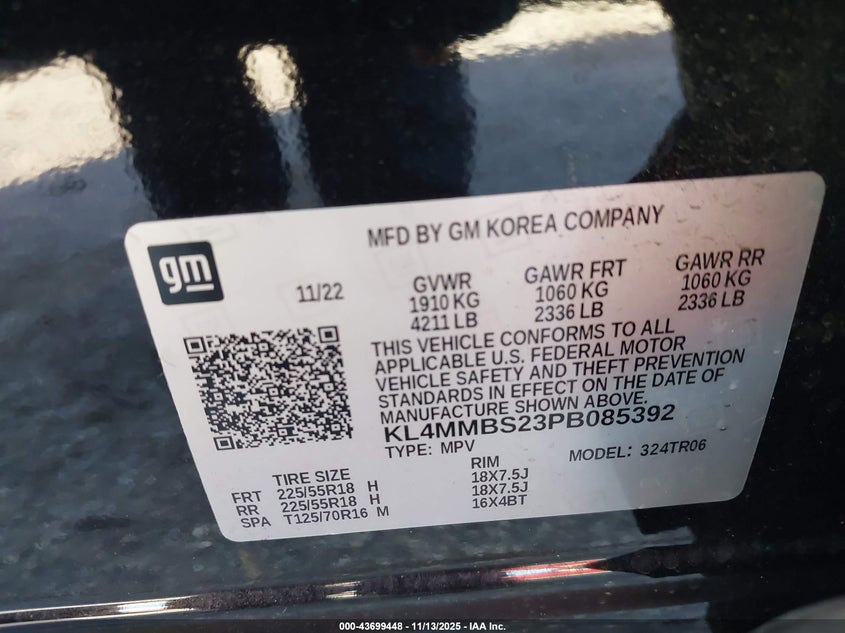 MFD BY GM KOREA COMPANY
gm
11/22
GVWR GAWR FRT GAWR RR
1910 KG 1060 KG 1060 KG
4211 LB 2336 LB 2336 LB
THIS VEHICLE CONFORMS TO ALL
APPLICABLE U.S. FEDERAL MOTOR
VEHICLE SAFETY AND THEFT PREVENTION
STANDARDS IN EFFECT ON THE DATE OF
MANUFACTURE SHOWN ABOVE.
KL4MMBS23PB085392
TYPE: MPV MODEL: 324TR06
TIRE SIZE RIM
FRT 225/55R18 H 18X7.5J
RR 225/55R18 H 18X7.5J
SPA T125/70R16 M 16X4BT
000-43699448 - 11/13/2025 - IAA Inc.